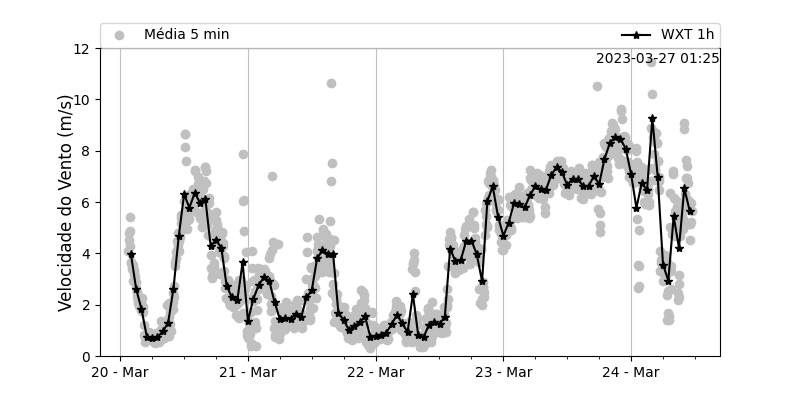 Média 5 min
WXT 1h
2023-03-27 01:25
Velocidade do Vento (m/s)
12
10
8
6
4
2
0
20 - Mar
21 - Mar
22 - Mar
23 - Mar
24 - Mar